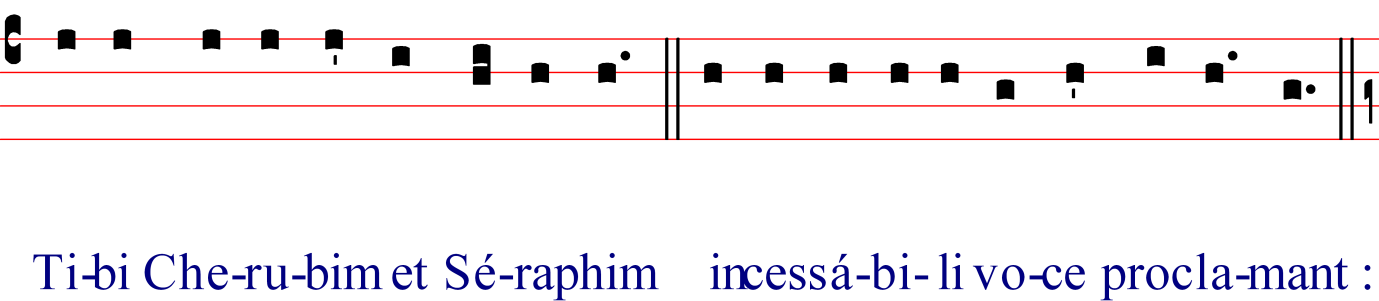 Ti-bi Che-ru-bim et Sé-raphim incessá-bi- li vo-ce procla-mant :